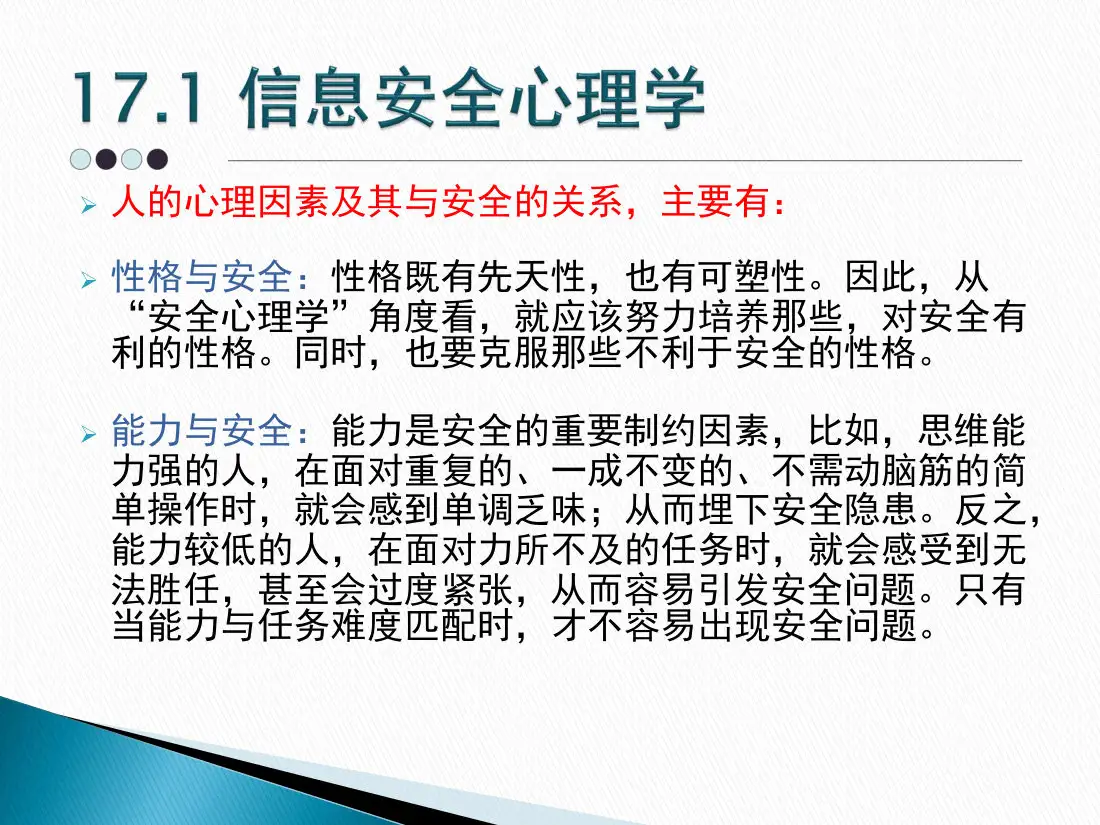 17.1 信息安全心理学
人的心理因素及其与安全的关系，主要有：
性格与安全：性格既有先天性，也有可塑性。因此，从
“安全心理学”角度看，就应该努力培养那些，对安全有
利的性格。同时，也要克服那些不利于安全的性格。
能力与安全：能力是安全的重要制约因素，比如，思维能
力强的人，在面对重复的、一成不变的、不需动脑筋的简
单操作时，就会感到单调乏味；从而埋下安全隐患。反之，
能力较低的人，在面对力所不及的任务时，就会感受到无
法胜任，甚至会过度紧张，从而容易引发安全问题。只有
当能力与任务难度匹配时，才不容易出现安全问题。